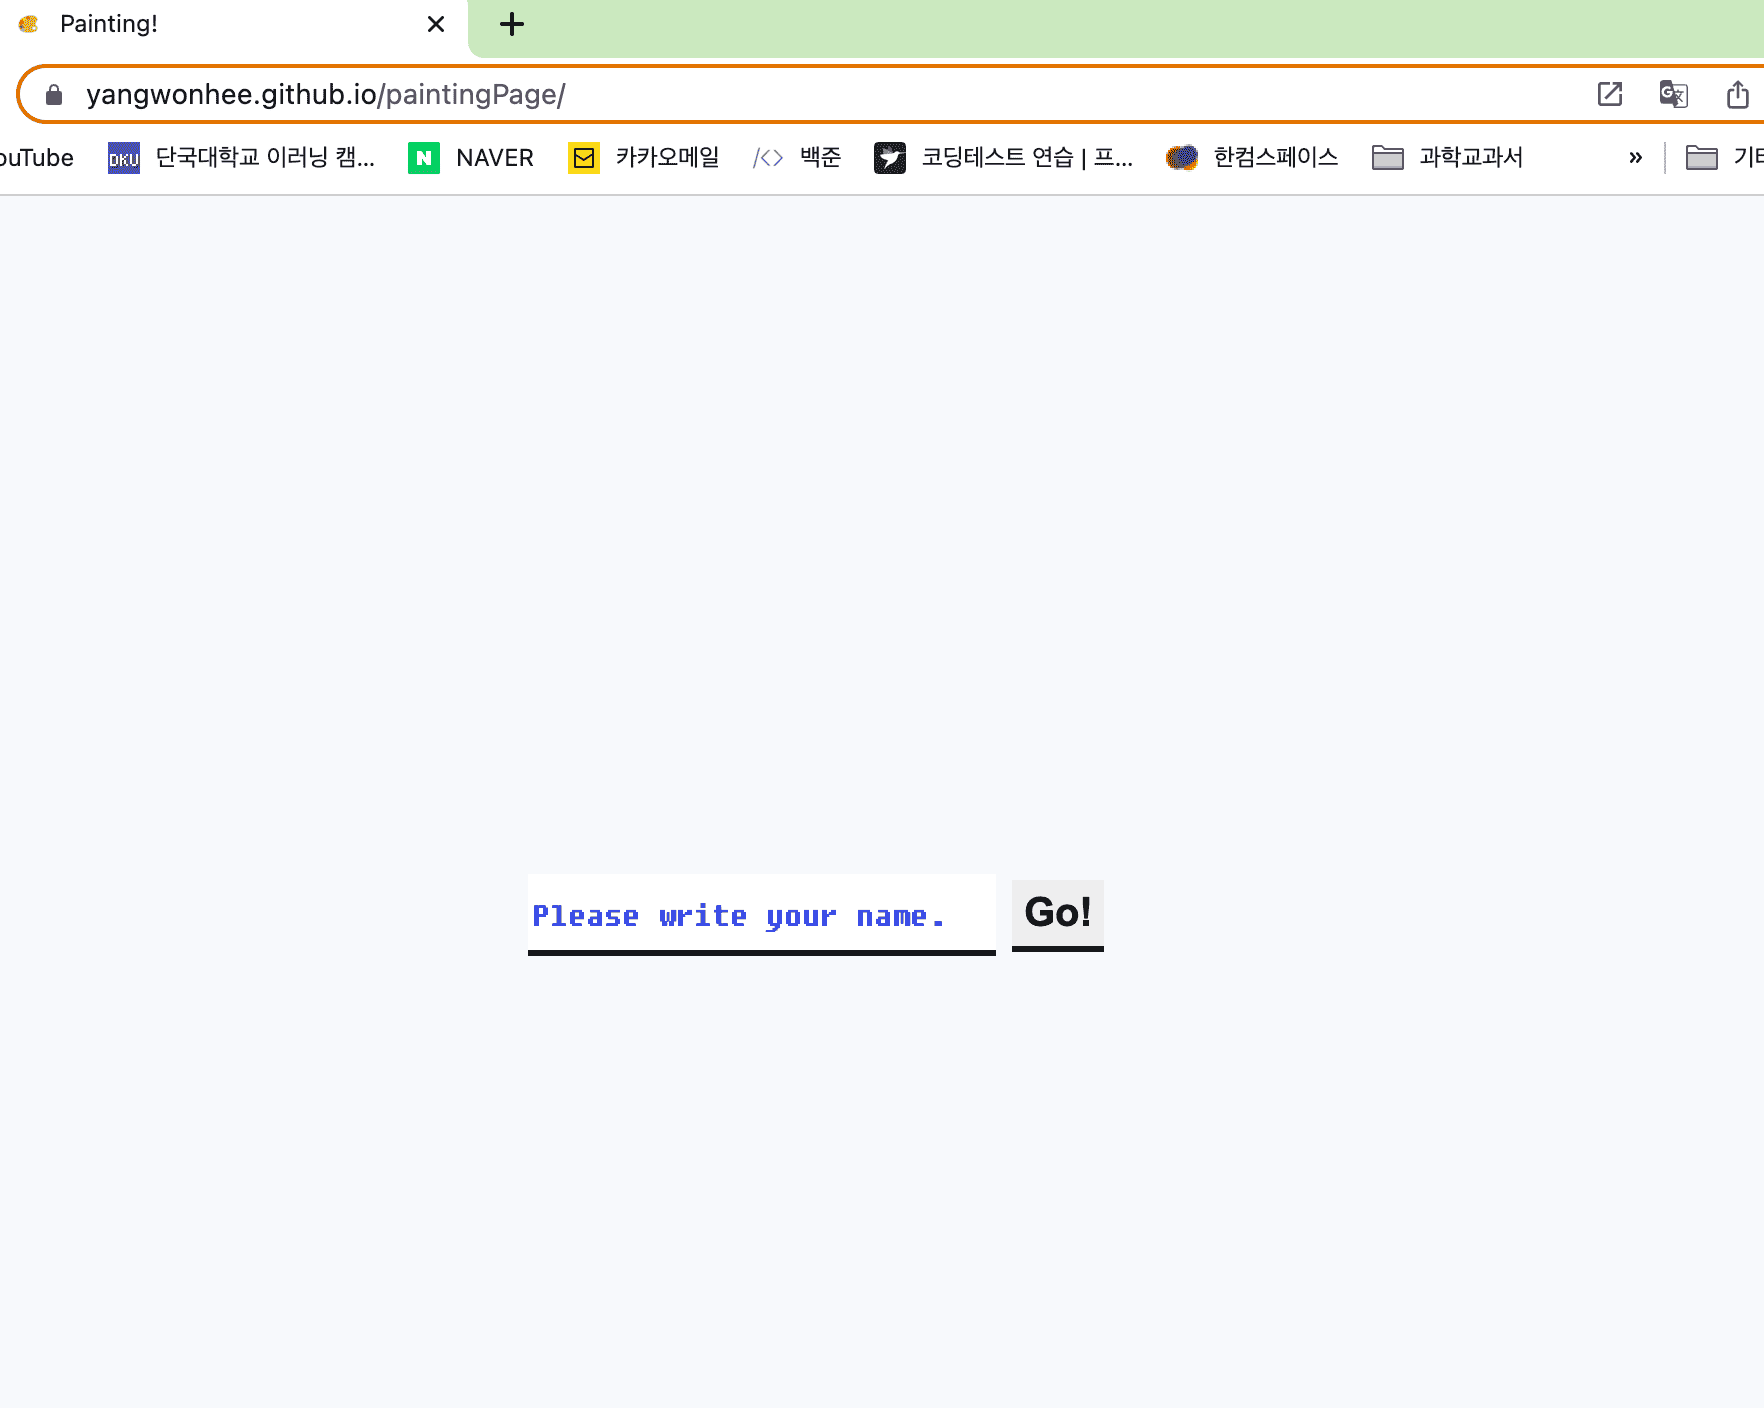 Painting!
yangwonhee.github.io/paintingPage/
ouTube DKU 단국대학교 이러닝 캠... N NAVER 카카오메일 /<> 백준 코딩테스트 연습 | 프... 한컴스페이스 과학교과서 » 기타
Please write your name. Go!